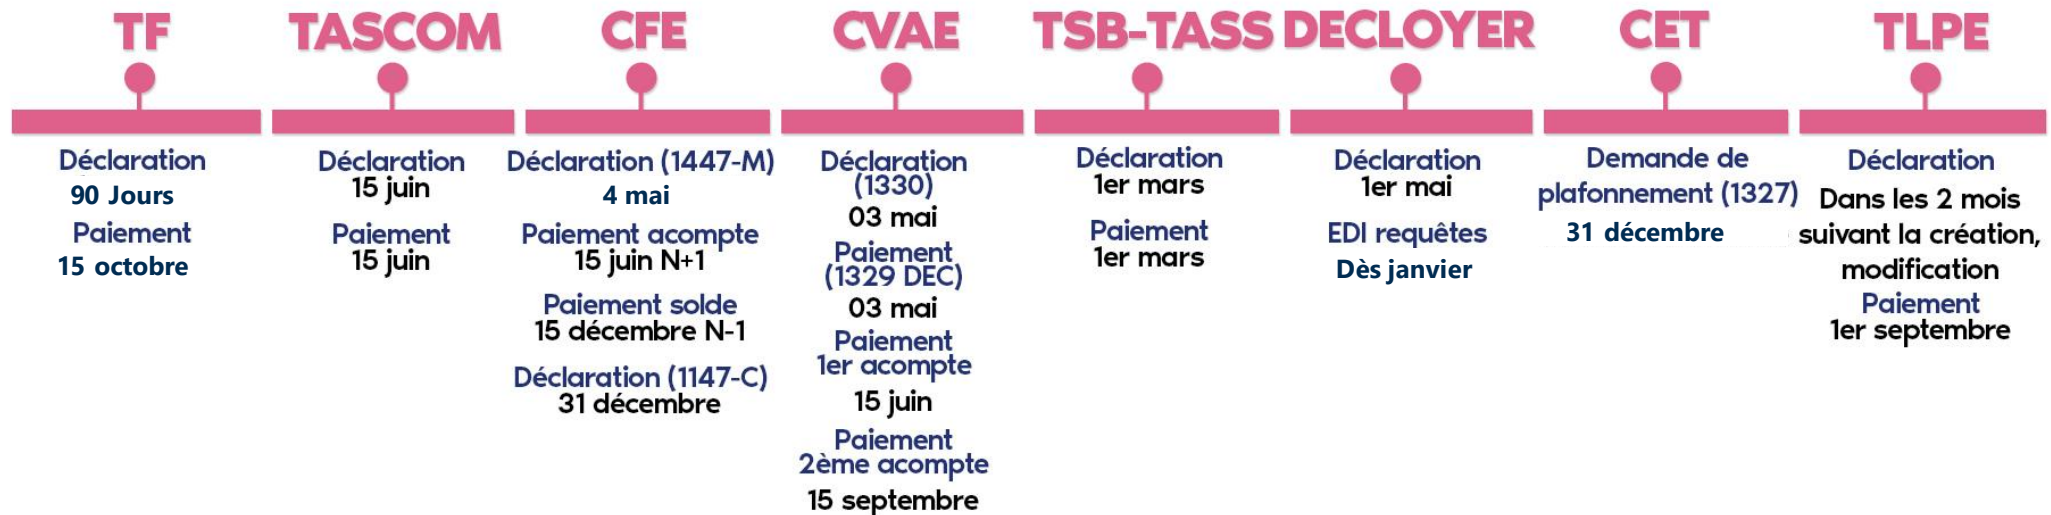 TF
Déclaration
90 Jours
Paiement
15 octobre
TASCOM
Déclaration
15 juin
Paiement
15 juin
CFE
Déclaration (1447-M)
4 mai
Paiement acompte
15 juin N+1
Paiement solde
15 décembre N-1
Déclaration (1147-C)
31 décembre
CVAE
Déclaration
(1330)
03 mai
Paiement
(1329 DEC)
03 mai
Paiement
1er acompte
15 juin
Paiement
2ème acompte
15 septembre
TSB-TASS
Déclaration
1er mars
Paiement
1er mars
DECLOYER
Déclaration
1er mai
EDI requêtes
Dès janvier
CET
Demande de
plafonnement (1327)
31 décembre
TLPE
Déclaration
Dans les 2 mois
suivant la création,
modification
Paiement
1er septembre